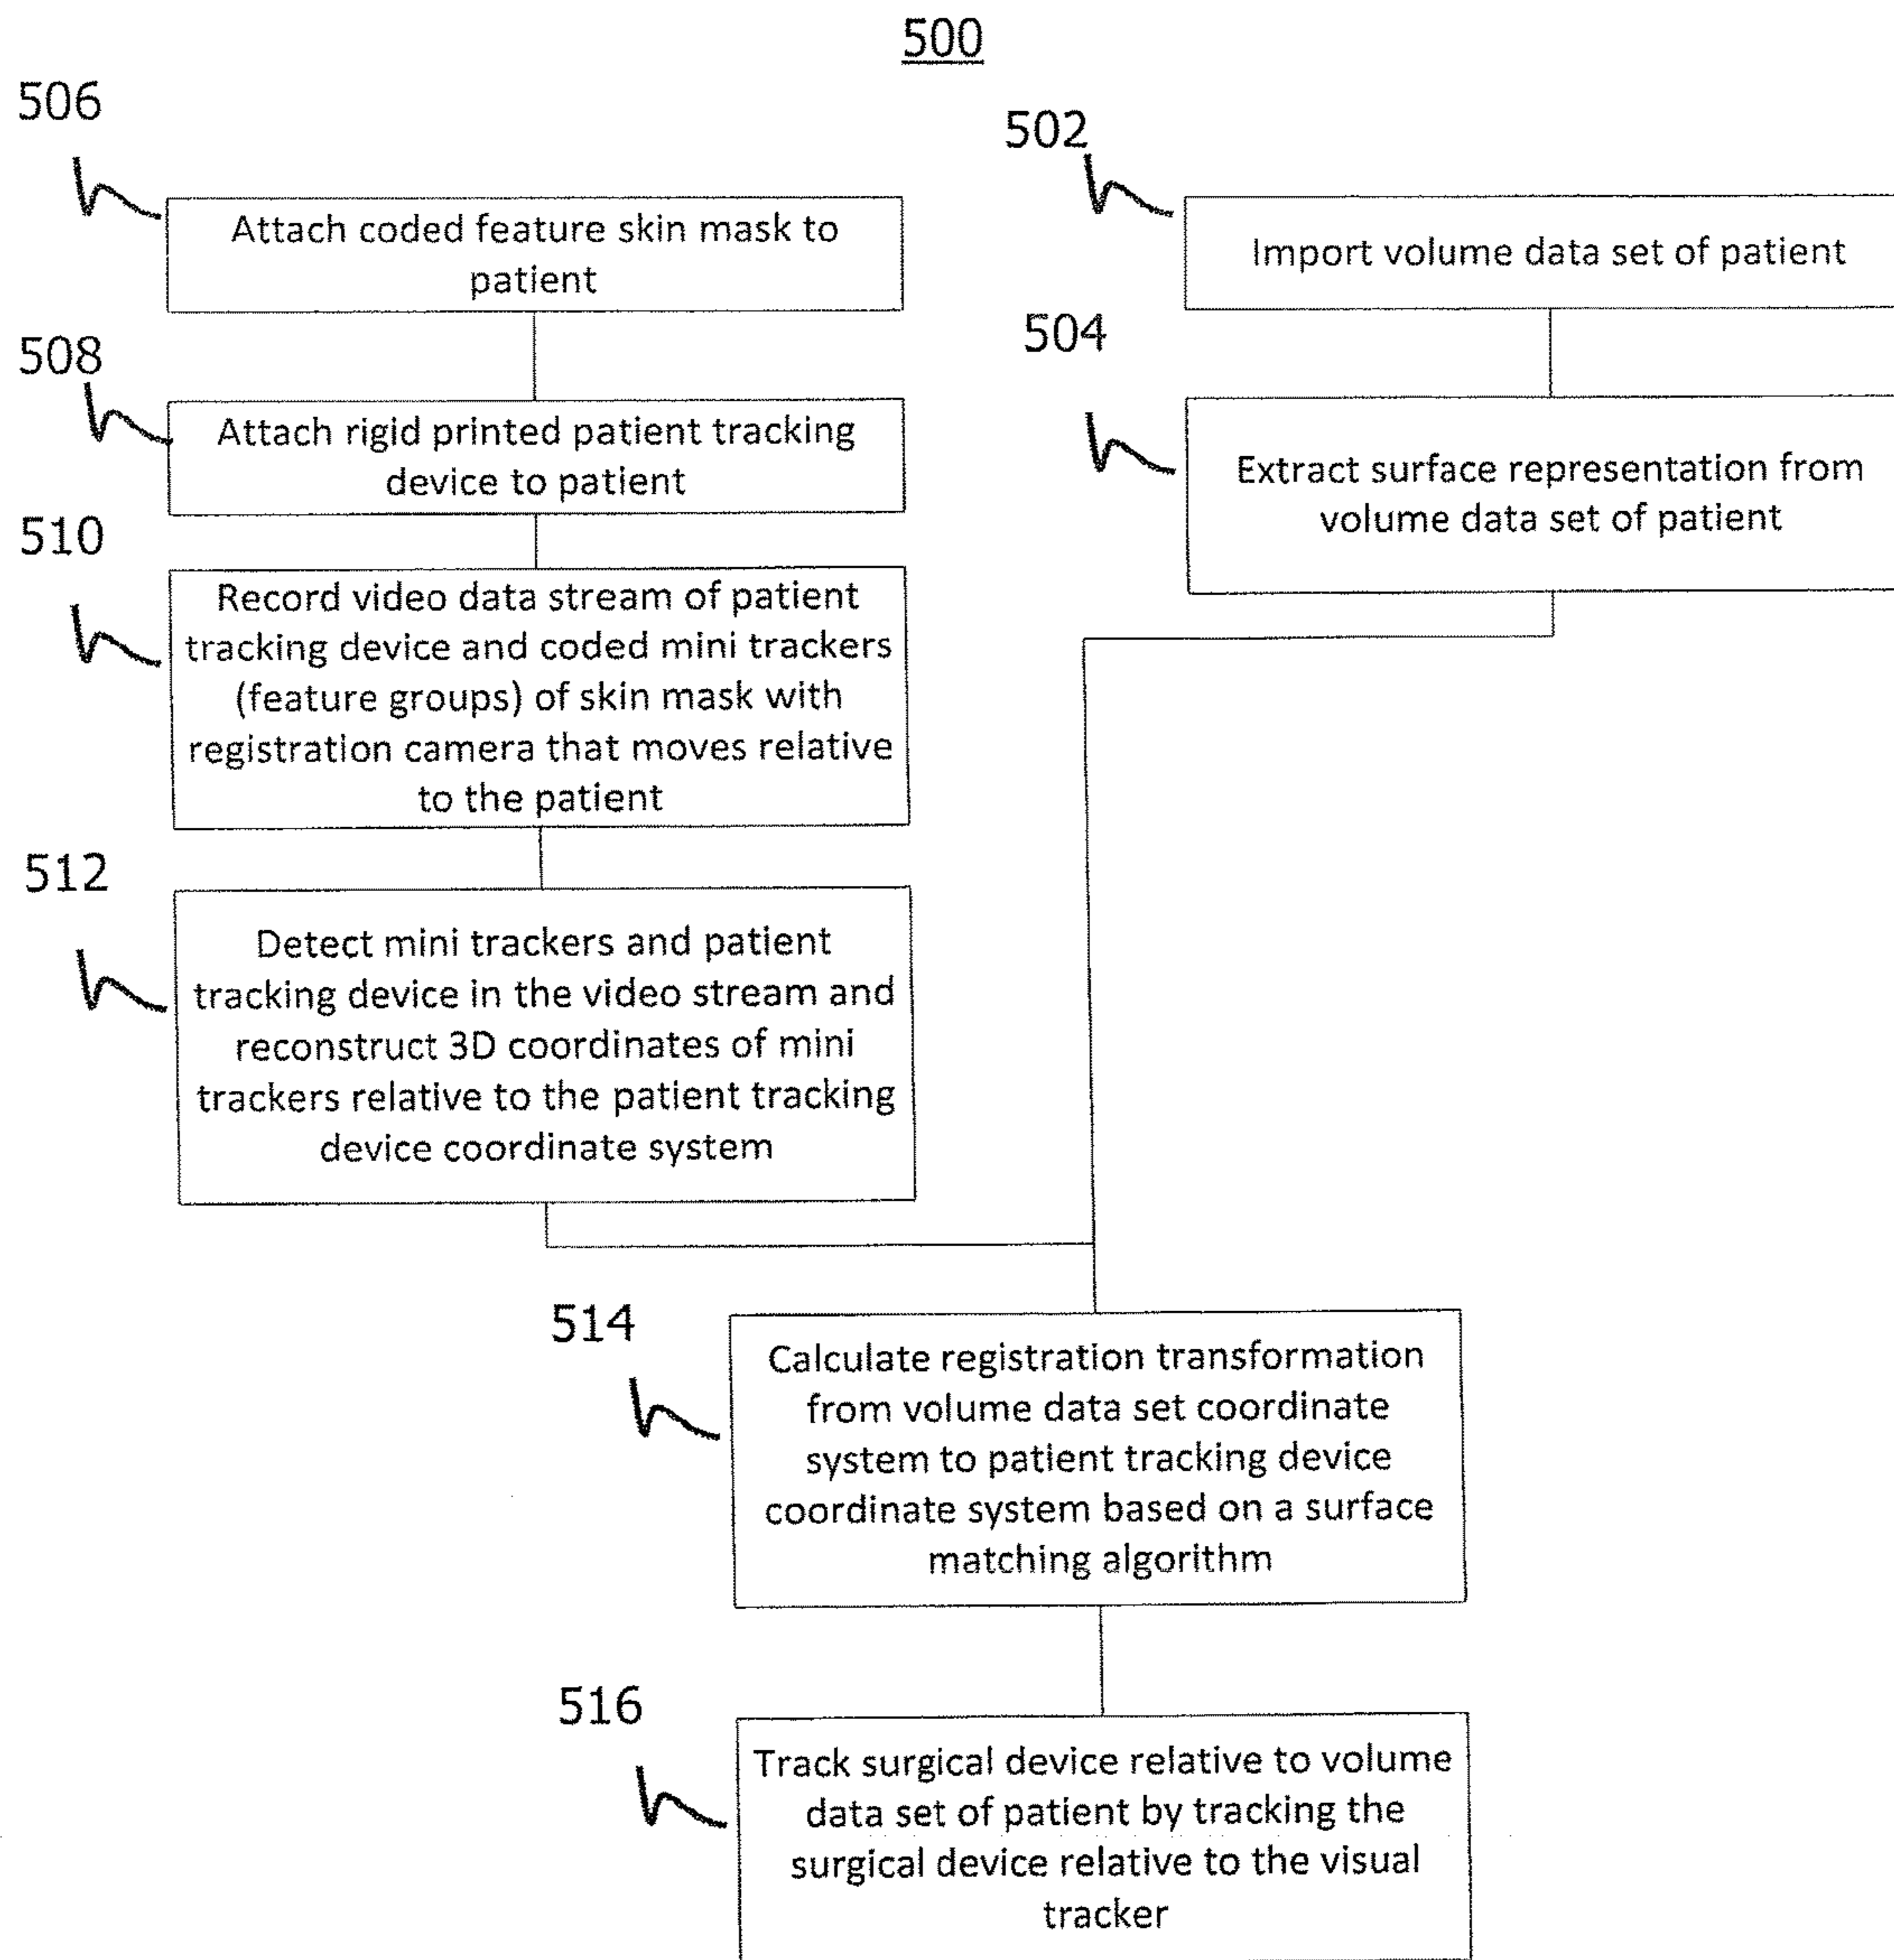 500
506
Attach coded feature skin mask to
patient
508
Attach rigid printed patient tracking
device to patient
510
Record video data stream of patient
tracking device and coded mini trackers
(feature groups) of skin mask with
registration camera that moves relative
to the patient
512
Detect mini trackers and patient
tracking device in the video stream and
reconstruct 3D coordinates of mini
trackers relative to the patient tracking
device coordinate system
502
Import volume data set of patient
504
Extract surface representation from
volume data set of patient
514
Calculate registration transformation
from volume data set coordinate
system to patient tracking device
coordinate system based on a surface
matching algorithm
516
Track surgical device relative to volume
data set of patient by tracking the
surgical device relative to the visual
tracker